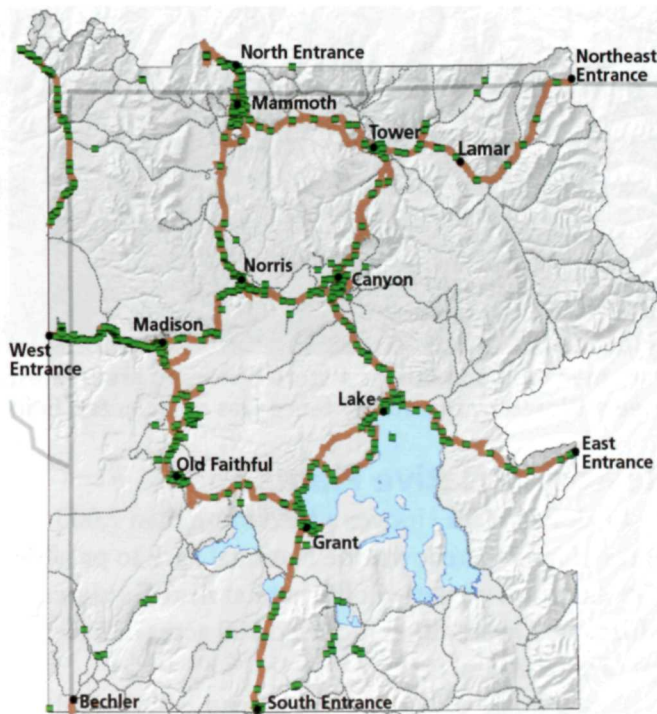 North Entrance
Northeast
Entrance
Mammoth
Tower
Lamar
Norris
Canyon
Madison
West
Entrance
Lake
Old Faithful
East
Entrance
Grant
Bechler
South Entrance